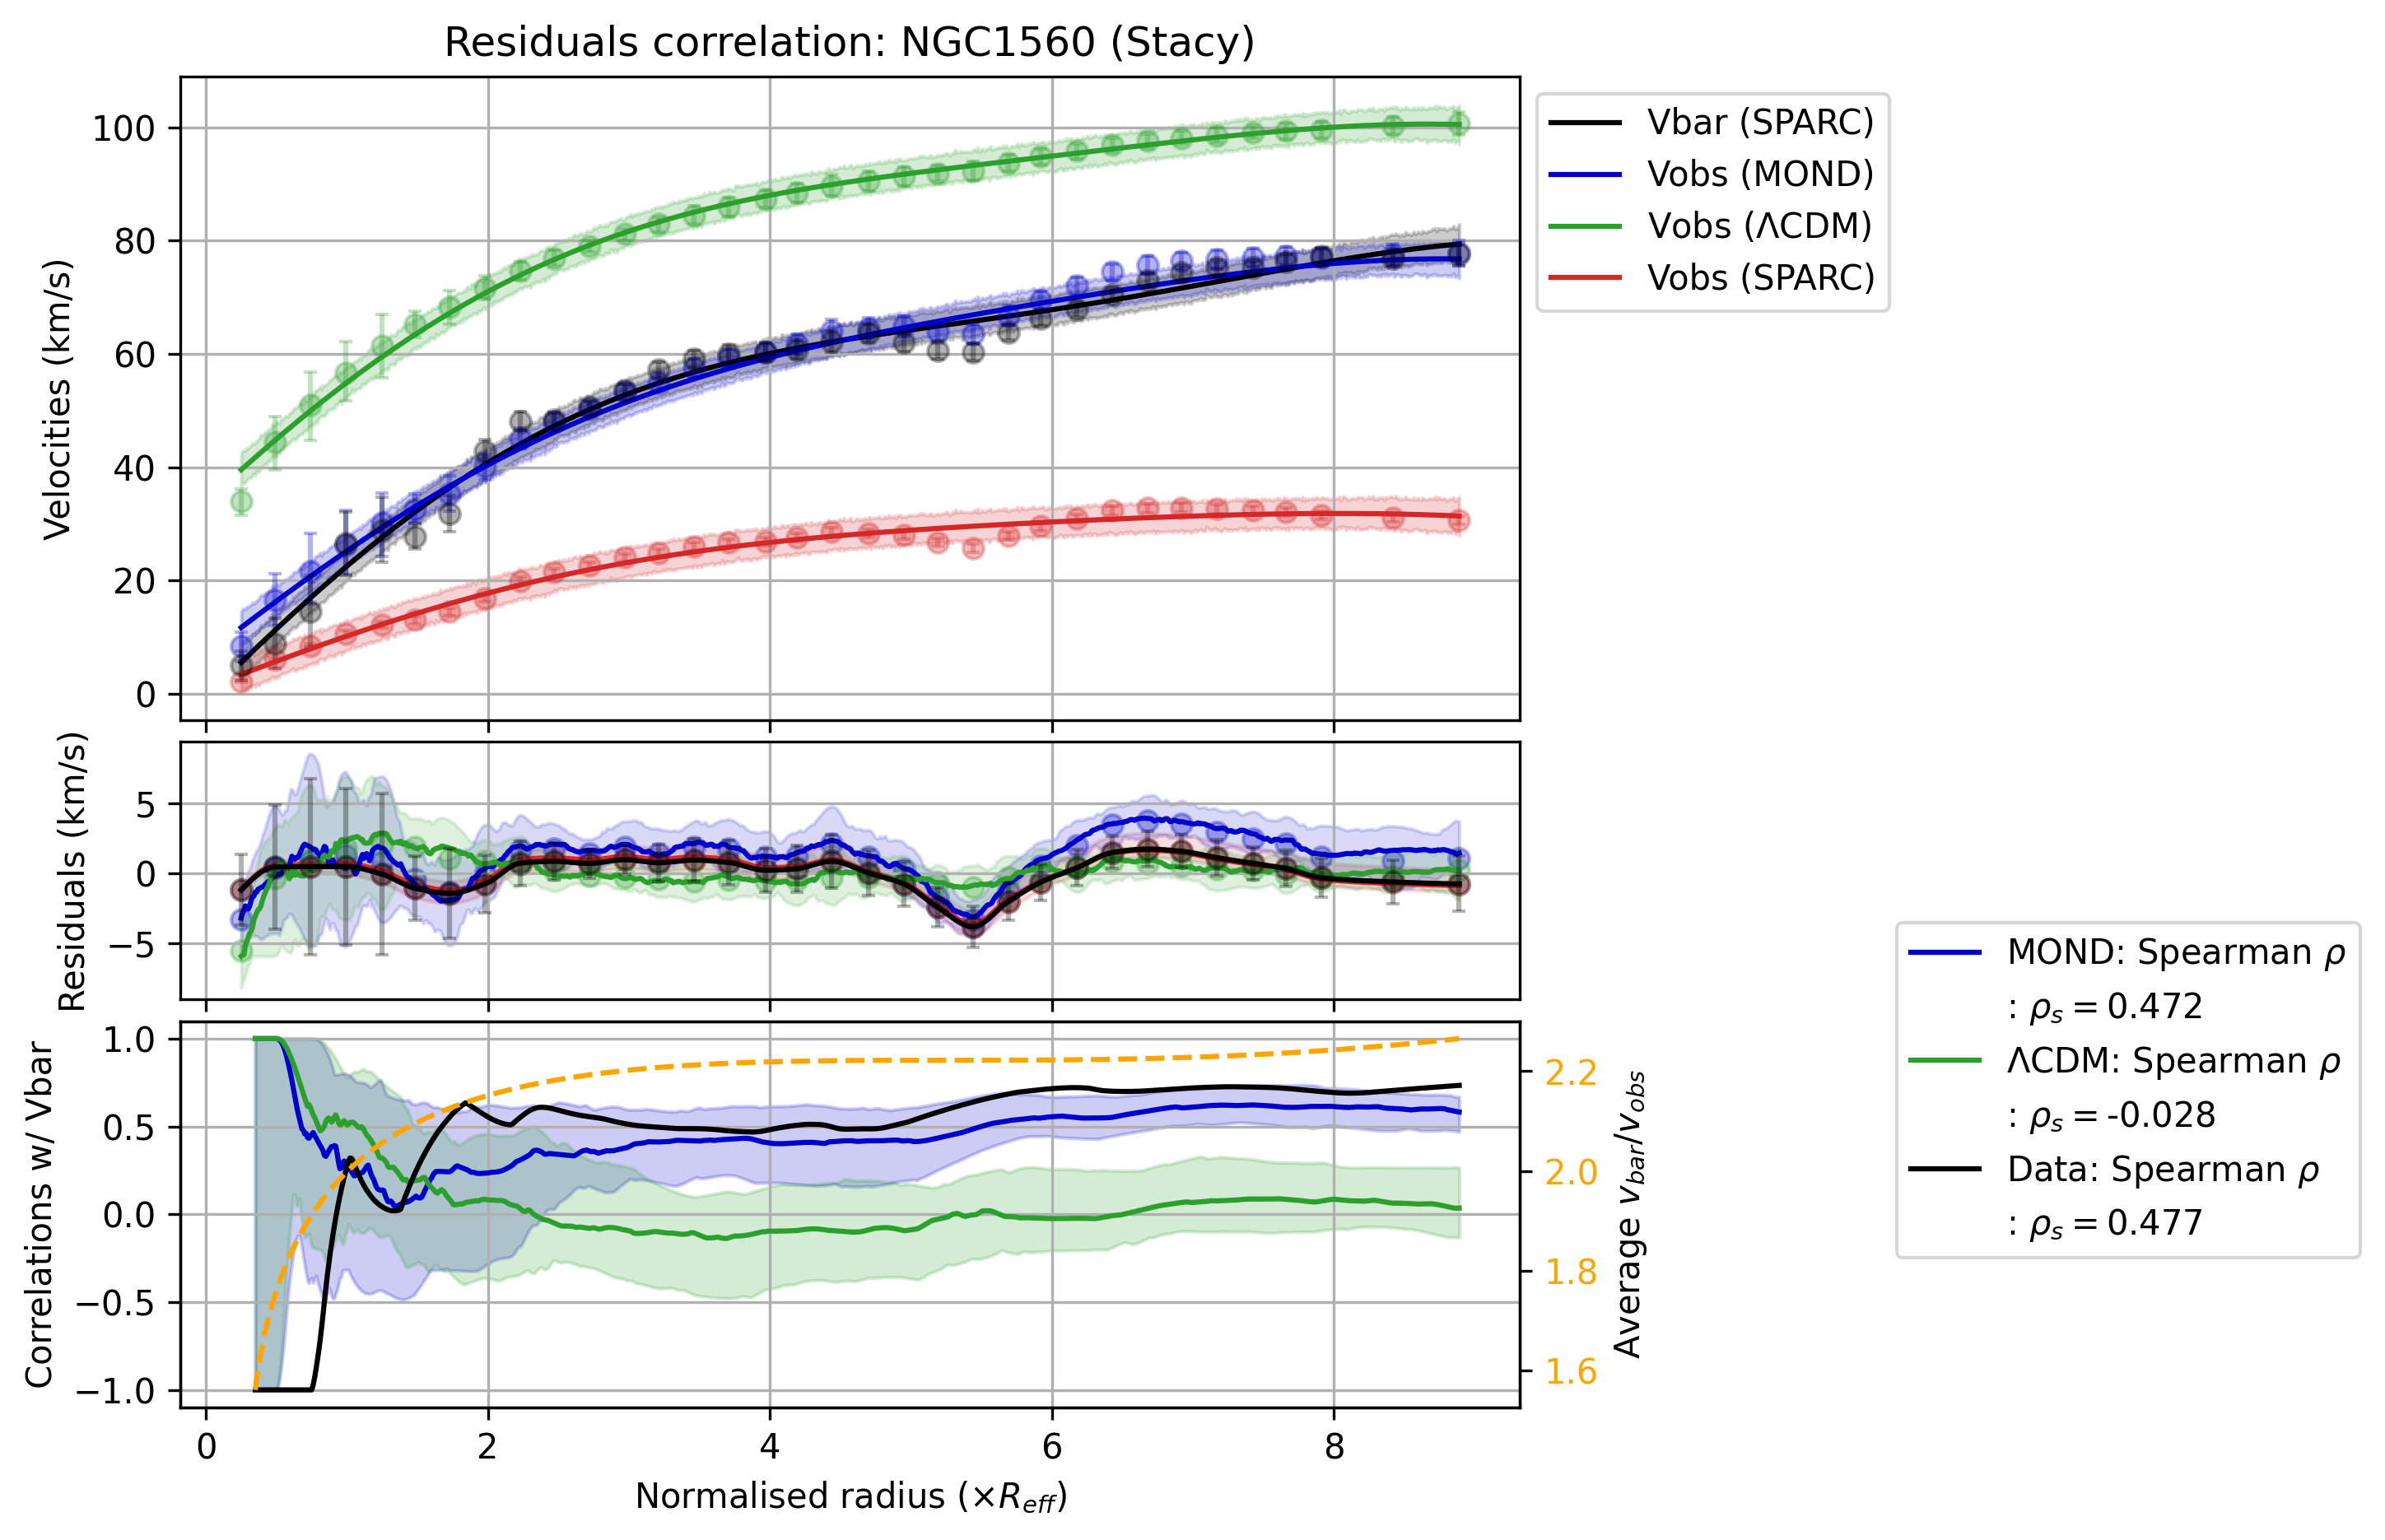 Residuals correlation: NGC1560 (Stacy)
Velocities (km/s)
100
80
60
40
20
0
Vbar (SPARC)
Vobs (MOND)
Vobs (ΛCDM)
Vobs (SPARC)
Residuals (km/s)
5
0
−5
Correlations w/ Vbar
1.0
0.5
0.0
−0.5
−1.0
2.2
2.0
1.8
1.6
Average v_bar/v_obs
0 2 4 6 8
Normalised radius (×R_eff)
MOND: Spearman ρ
: ρ_s = 0.472
ΛCDM: Spearman ρ
: ρ_s = -0.028
Data: Spearman ρ
: ρ_s = 0.477